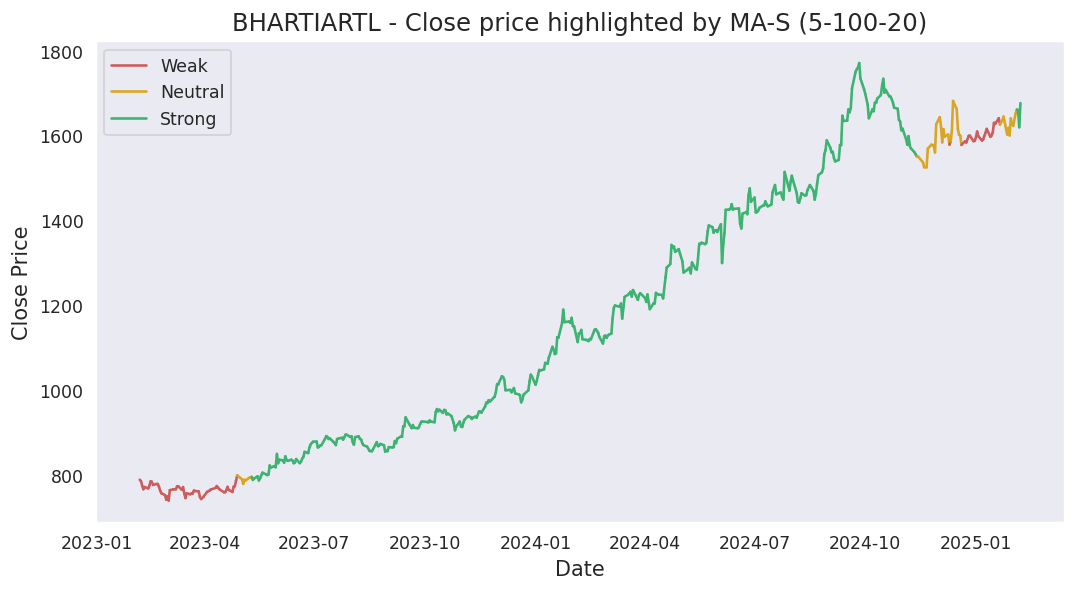 BHARTIARTL - Close price highlighted by MA-S (5-100-20)
Weak
Neutral
Strong
1800
1600
1400
1200
1000
800
Close Price
2023-01 2023-04 2023-07 2023-10 2024-01 2024-04 2024-07 2024-10 2025-01
Date